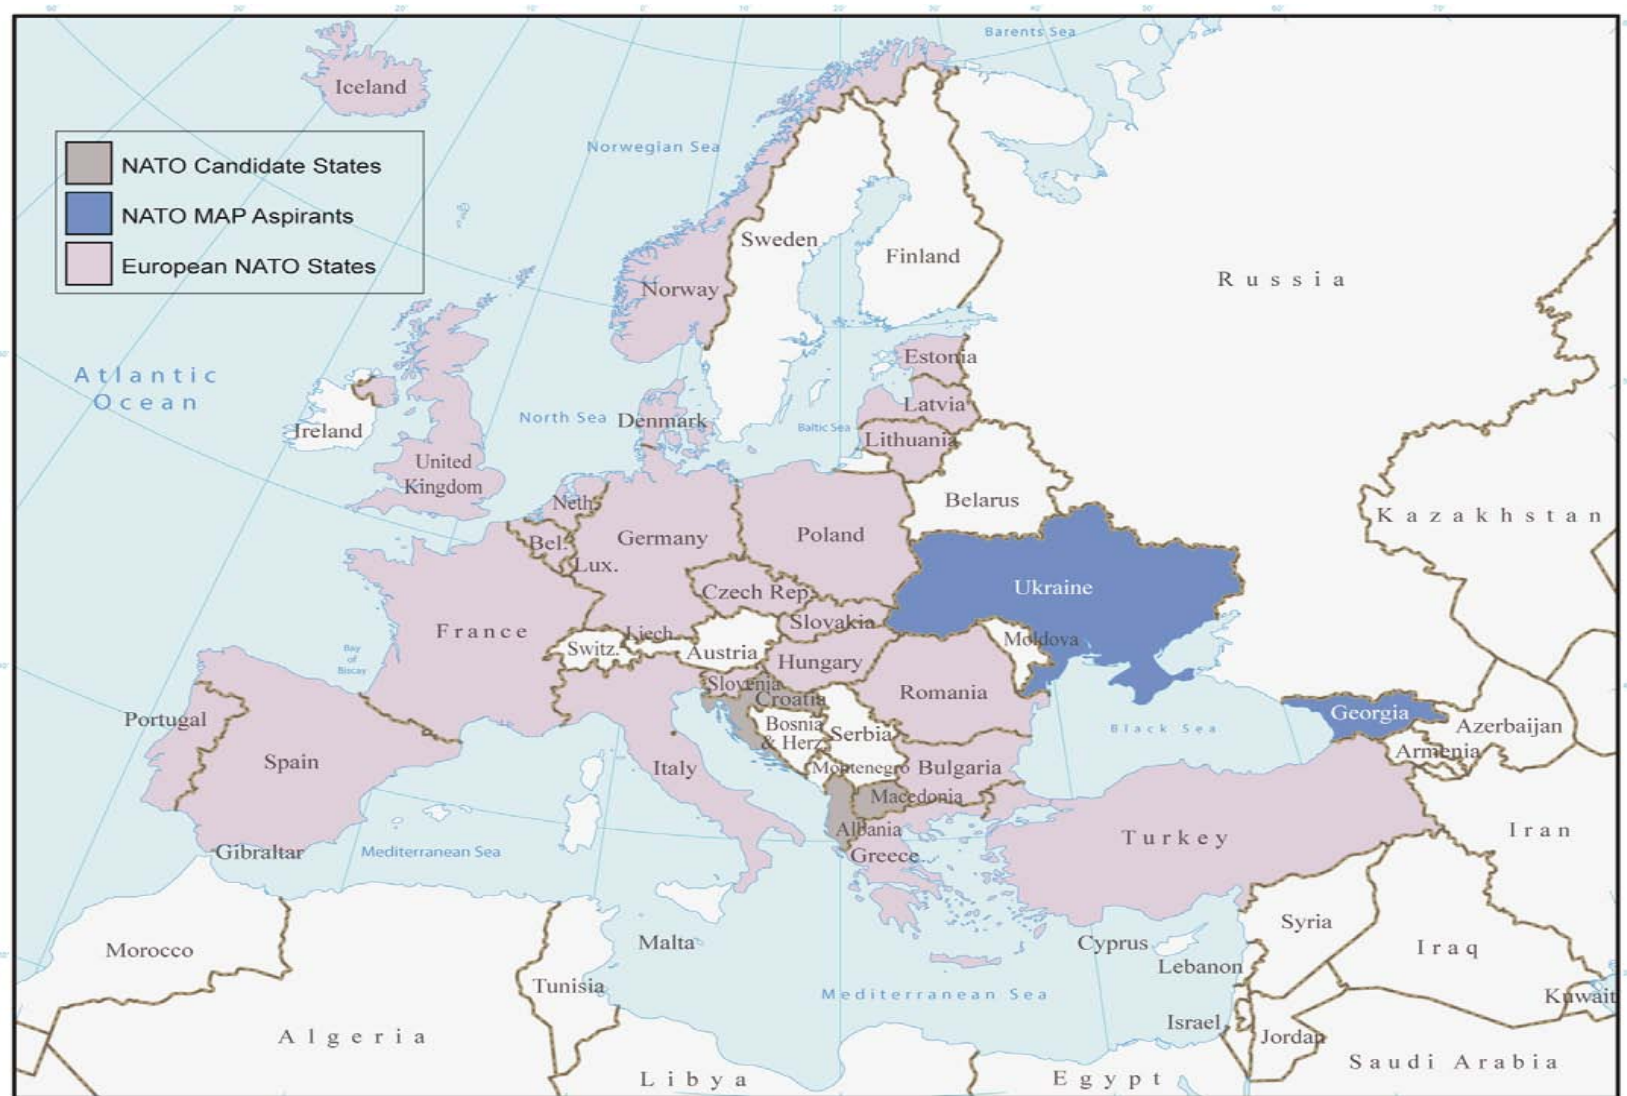 Barents Sea
Iceland
NATO Candidate States
NATO MAP Aspirants
European NATO States
Norwegian Sea
Sweden
Finland
Russia
Norway
Atlantic
Ocean
Estonia
Latvia
Lithuania
North Sea
Denmark
Baltic Sea
Ireland
United
Kingdom
Neth.
Belarus
Kazakhstan
Bel.
Germany
Poland
Lux.
Czech Rep.
Ukraine
Slovakia
France
Liech.
Switz.
Austria
Moldova
Bay
of
Biscay
Hungary
Slovenia
Croatia
Romania
Portugal
Bosnia
& Herz.
Serbia
Georgia
Azerbaijan
Black Sea
Armenia
Spain
Italy
Montenegro
Bulgaria
Macedonia
Albania
Turkey
Iran
Gibraltar
Mediterranean Sea
Greece
Syria
Morocco
Malta
Cyprus
Iraq
Lebanon
Tunisia
Mediterranean Sea
Kuwait
Israel
Jordan
Algeria
Saudi Arabia
Libya
Egypt